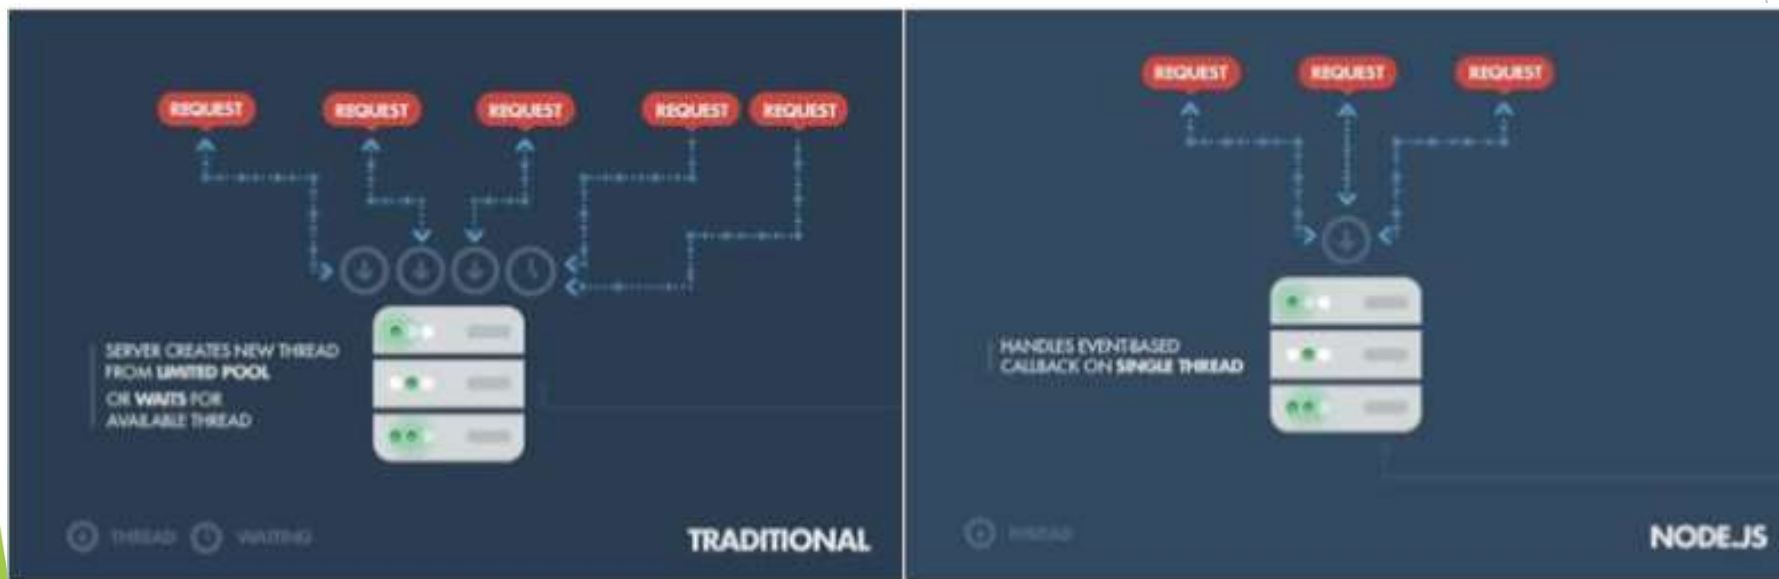 REQUEST
REQUEST
REQUEST
REQUEST
REQUEST
SERVER CREATES NEW THREAD
FROM LIMITED POOL
OR WAITS FOR
AVAILABLE THREAD
THREAD
WAITING
TRADITIONAL
REQUEST
REQUEST
REQUEST
HANDLES EVENT-BASED
CALLBACK ON SINGLE THREAD
THREAD
NODE.JS